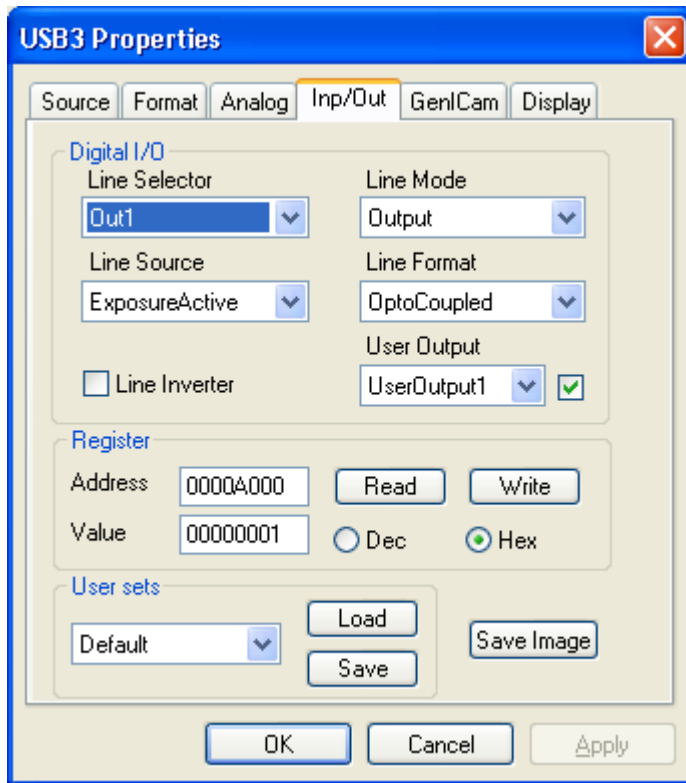 USB3 Properties
Source Format Analog Inp/Out GenICam Display
Digital I/O
Line Selector Line Mode
Out1 Output
Line Source Line Format
ExposureActive OptoCoupled
User Output
Line Inverter UserOutput1
Register
Address 0000A000 Read Write
Value 00000001 Dec Hex
User sets
Load
Default Save Image
Save
OK Cancel Apply